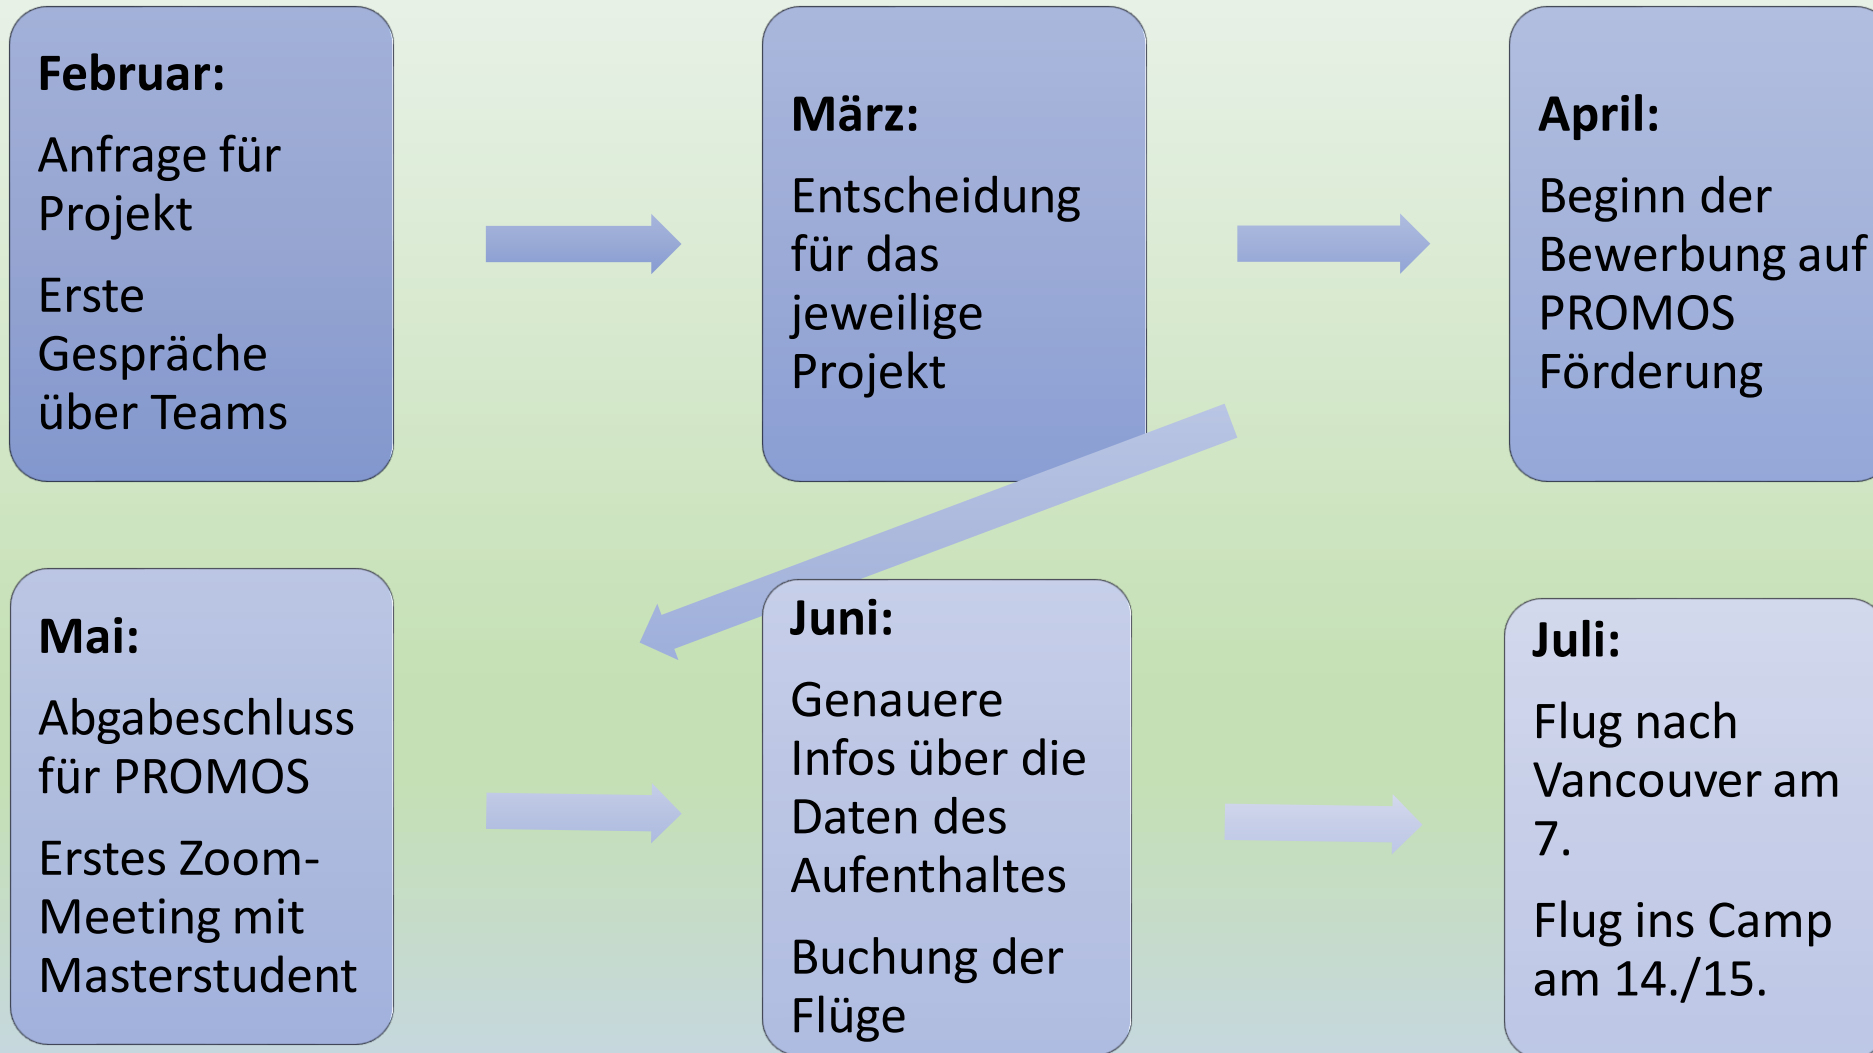 Februar:
Anfrage für
Projekt
Erste
Gespräche
über Teams
März:
Entscheidung
für das
jeweilige
Projekt
April:
Beginn der
Bewerbung auf
PROMOS
Förderung
Mai:
Abgabeschluss
für PROMOS
Erstes Zoom-
Meeting mit
Masterstudent
Juni:
Genauere
Infos über die
Daten des
Aufenthaltes
Buchung der
Flüge
Juli:
Flug nach
Vancouver am
7.
Flug ins Camp
am 14./15.